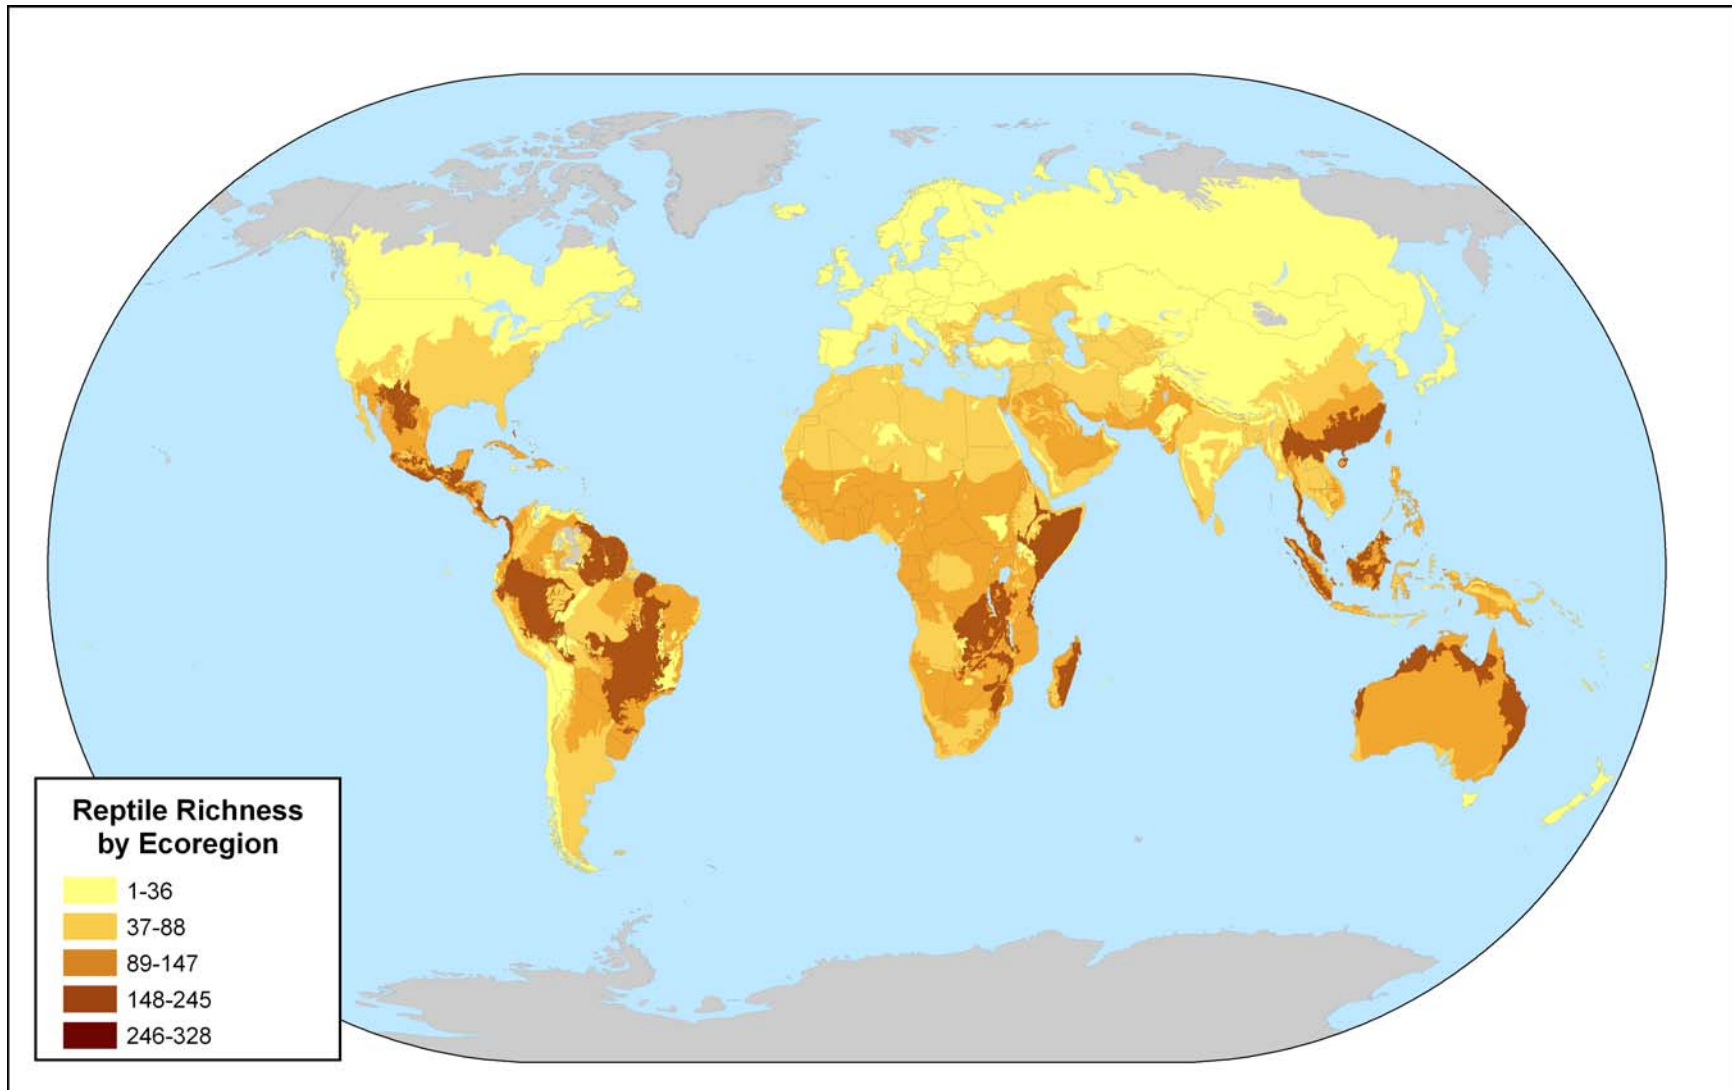 Reptile Richness
by Ecoregion
1-36
37-88
89-147
148-245
246-328